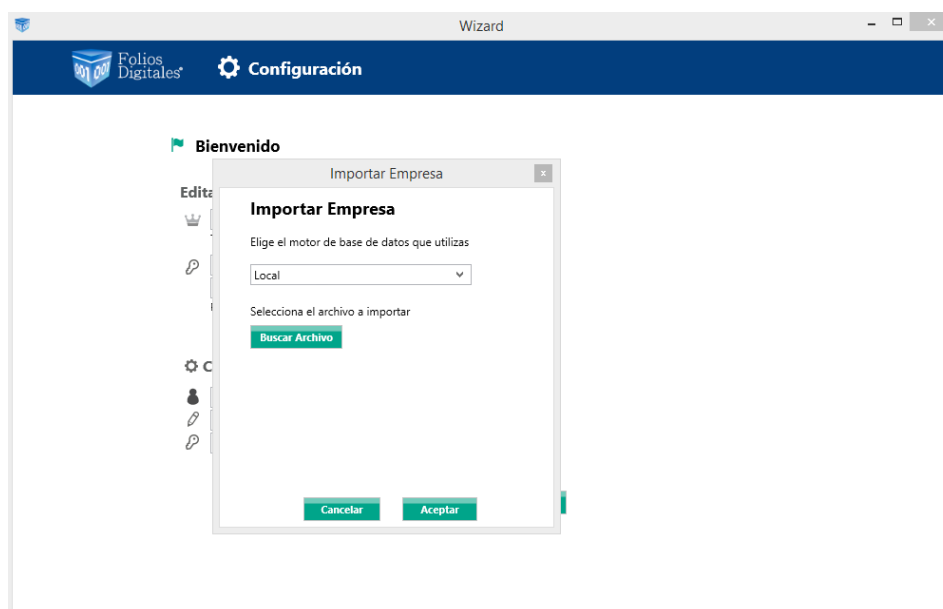 Wizard
Folios
Digitales
Configuración
Bienvenido
Importar Empresa
Edita
Importar Empresa
Elige el motor de base de datos que utilizas
Local
Selecciona el archivo a importar
Buscar Archivo
C
Cancelar
Aceptar